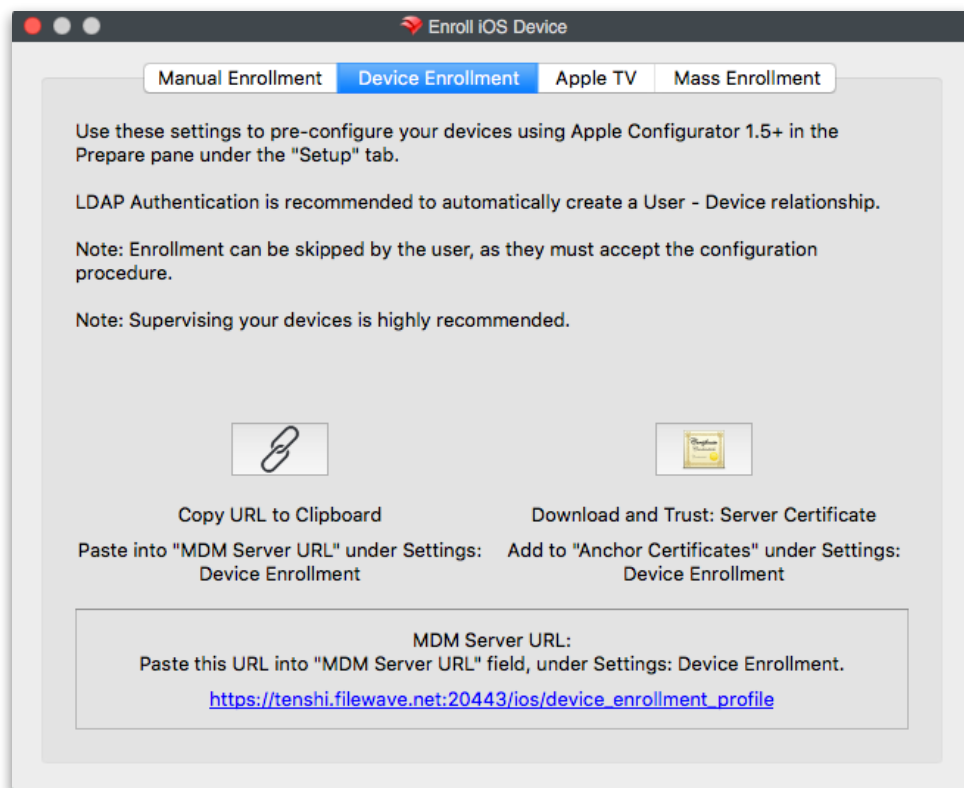 Enroll iOS Device
Manual Enrollment Device Enrollment Apple TV Mass Enrollment
Use these settings to pre-configure your devices using Apple Configurator 1.5+ in the
Prepare pane under the "Setup" tab.
LDAP Authentication is recommended to automatically create a User - Device relationship.
Note: Enrollment can be skipped by the user, as they must accept the configuration
procedure.
Note: Supervising your devices is highly recommended.
Copy URL to Clipboard
Paste into "MDM Server URL" under Settings:
Device Enrollment
Download and Trust: Server Certificate
Add to "Anchor Certificates" under Settings:
Device Enrollment
MDM Server URL:
Paste this URL into "MDM Server URL" field, under Settings: Device Enrollment.
https://tenshi.filewave.net:20443/ios/device_enrollment_profile